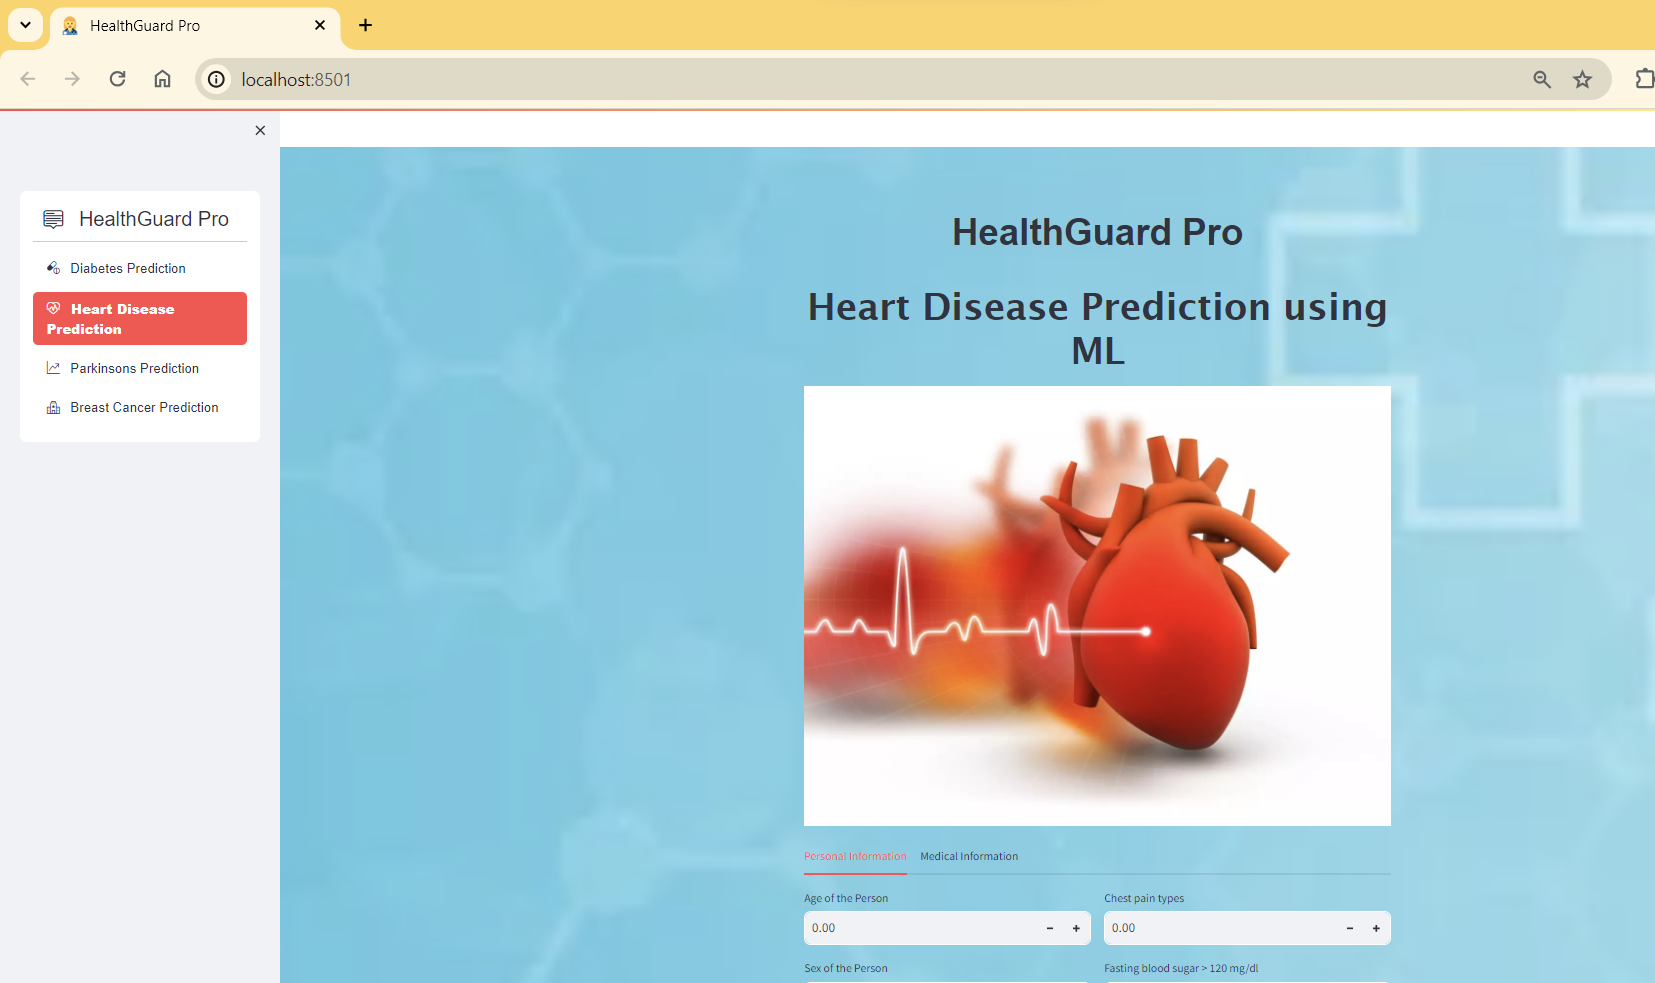 HealthGuard Pro
localhost:8501
HealthGuard Pro
Diabetes Prediction
Heart Disease
Prediction
Parkinsons Prediction
Breast Cancer Prediction
HealthGuard Pro
Heart Disease Prediction using
ML
Personal Information Medical Information
Age of the Person Chest pain types
0.00 - + 0.00 - +
Sex of the Person Fasting blood sugar > 120 mg/dl